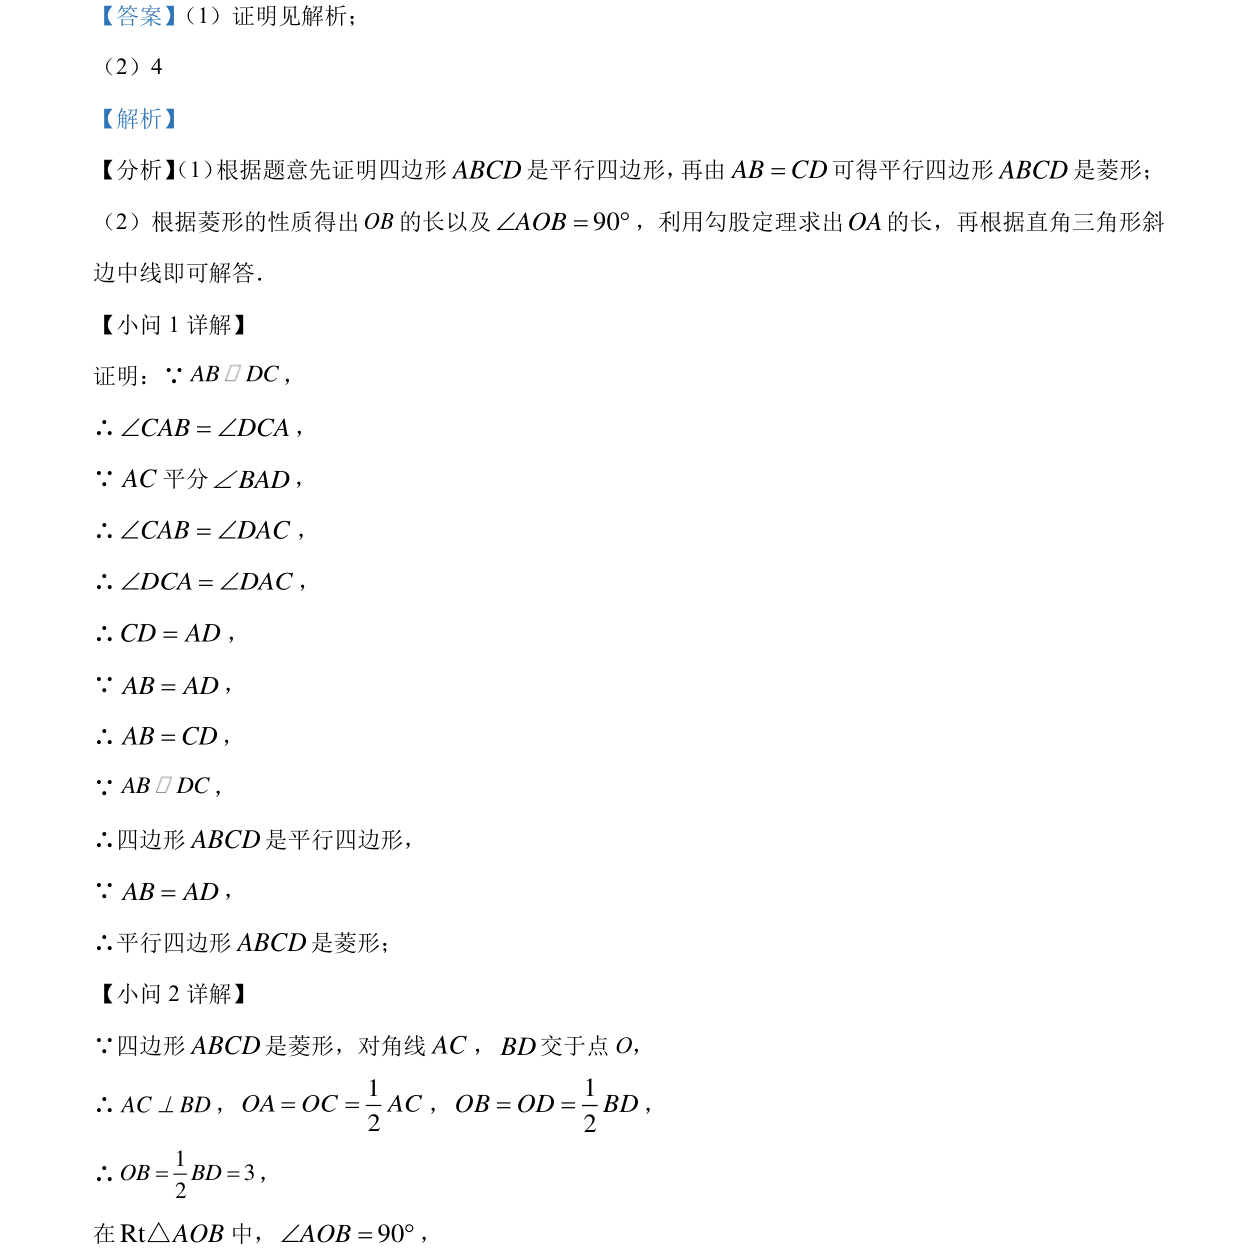 【答案】（1）证明见解析；
（2）4
【解析】
【分析】（1）根据题意先证明四边形 ABCD 是平行四边形，再由 AB = CD 可得平行四边形 ABCD 是菱形；
（2）根据菱形的性质得出 OB 的长以及 ∠AOB = 90°，利用勾股定理求出 OA 的长，再根据直角三角形斜
边中线即可解答．
【小问 1 详解】
证明：∵ AB▱DC，
∴ ∠CAB = ∠DCA，
∵ AC 平分 ∠BAD，
∴ ∠CAB = ∠DAC，
∴ ∠DCA = ∠DAC，
∴ CD = AD，
∵ AB = AD，
∴ AB = CD，
∵ AB▱DC，
∴四边形 ABCD 是平行四边形，
∵ AB = AD，
∴平行四边形 ABCD 是菱形；
【小问 2 详解】
∵四边形 ABCD 是菱形，对角线 AC， BD 交于点 O，
∴ AC ⊥ BD， OA = OC = 1/2 AC， OB = OD = 1/2 BD，
∴ OB = 1/2 BD = 3，
在 Rt△AOB 中， ∠AOB = 90°，